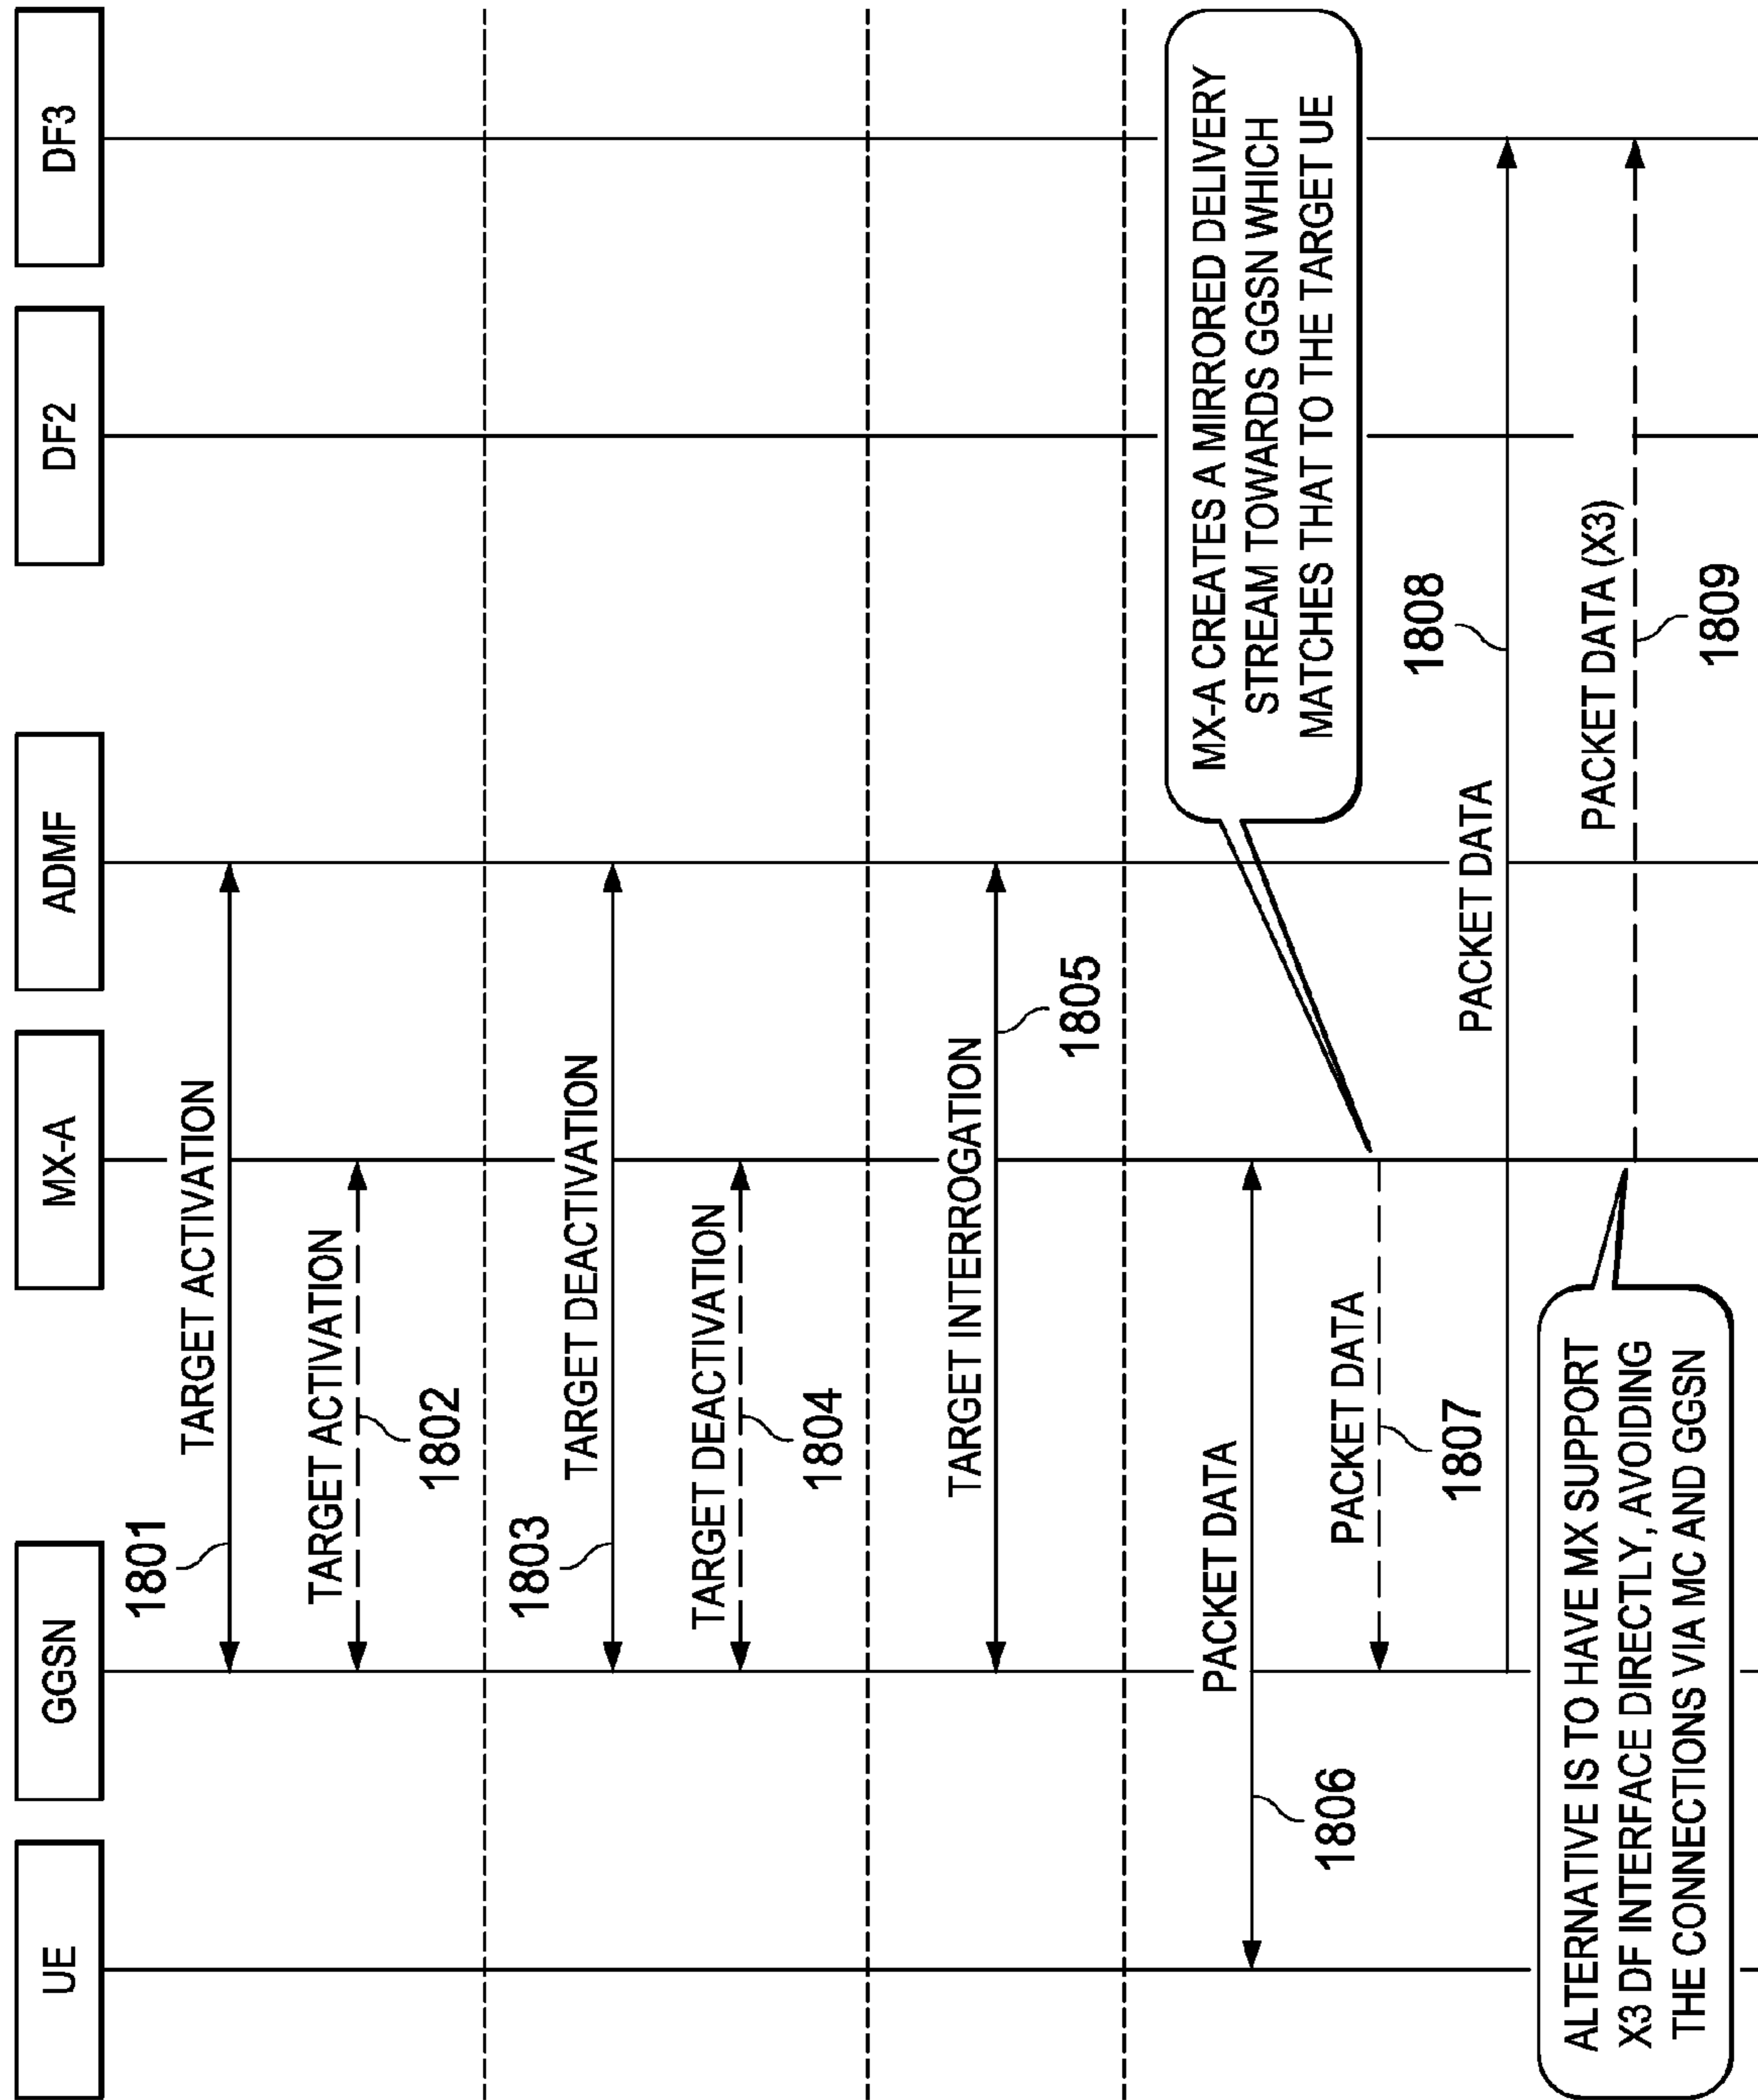 UE
GGSN
MX-A
ADMF
DF2
DF3
1801
TARGET ACTIVATION
TARGET ACTIVATION
1802
1803
TARGET DEACTIVATION
TARGET DEACTIVATION
1804
TARGET INTERROGATION
1805
PACKET DATA
1806
MX-A CREATES A MIRRORED DELIVERY
STREAM TOWARDS GGSN WHICH
MATCHES THAT TO THE TARGET UE
PACKET DATA
1807
PACKET DATA
1808
ALTERNATIVE IS TO HAVE MX SUPPORT
X3 DF INTERFACE DIRECTLY, AVOIDING
THE CONNECTIONS VIA MC AND GGSN
PACKET DATA (X3)
1809